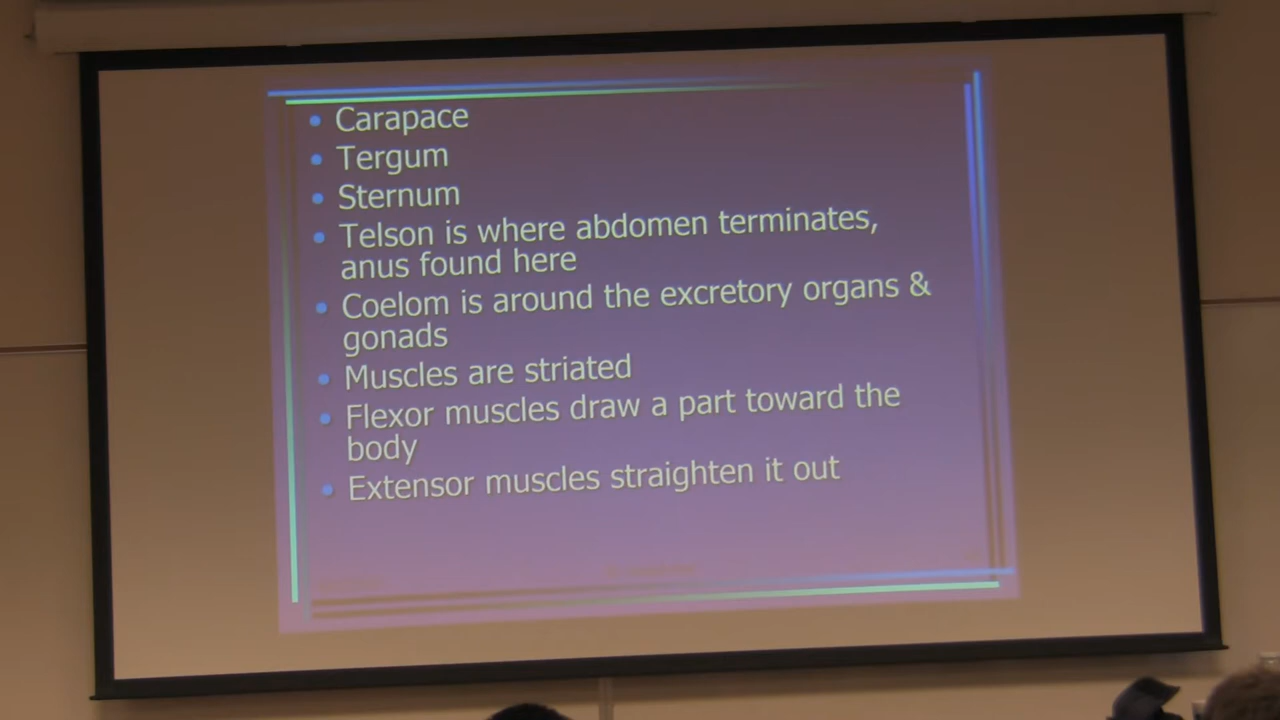 • Carapace
• Tergum
• Sternum
• Telson is where abdomen terminates,
anus found here
• Coelom is around the excretory organs &
gonads
• Muscles are striated
• Flexor muscles draw a part toward the
body
• Extensor muscles straighten it out